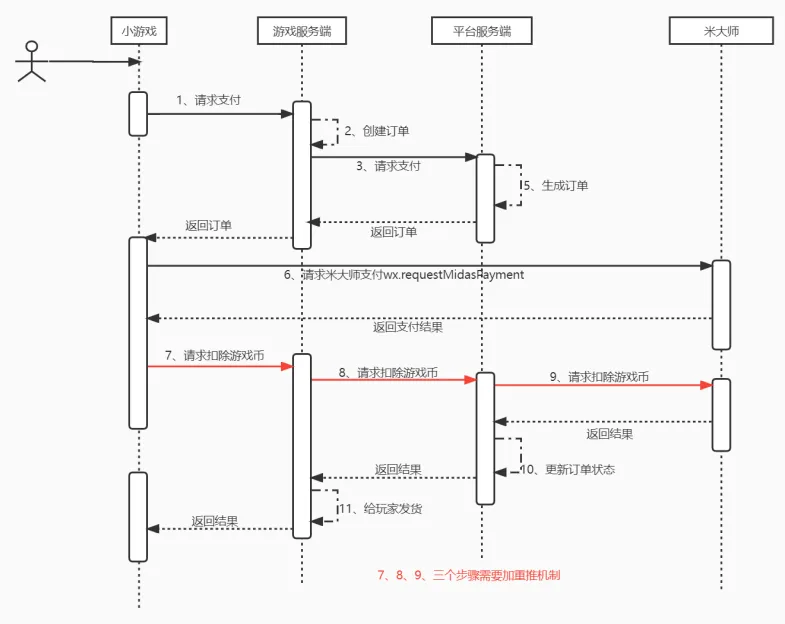 小游戏
游戏服务端
平台服务端
米大师
1、请求支付
2、创建订单
3、请求支付
5、生成订单
返回订单
返回订单
6、请求米大师支付wx.requestMidasPayment
返回支付结果
7、请求扣除游戏币
8、请求扣除游戏币
9、请求扣除游戏币
返回结果
10、更新订单状态
返回结果
11、给玩家发货
返回结果
7、8、9、三个步骤需要加重推机制